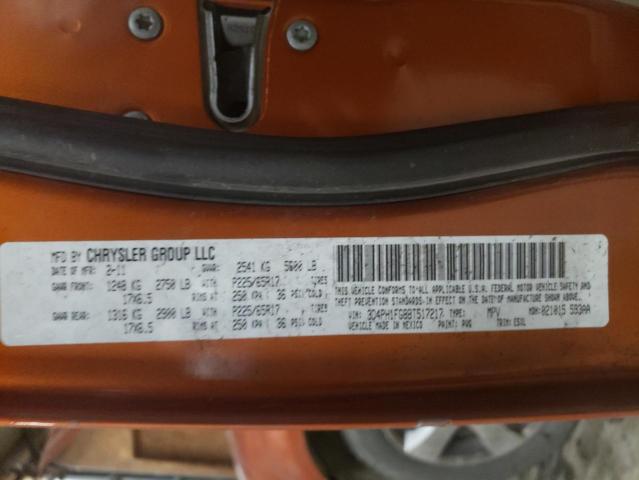 MFD BY CHRYSLER GROUP LLC
DATE OF MFR: 2-11 GVWR: 2541 KG 5600 LB
GAWR FRONT: 1248 KG 2750 LB P225/65R17 TIRES
17X6.5 RIMS AT 250 KPA 36 PSI/COLD
GAWR REAR: 1316 KG 2900 LB P225/65R17 TIRES
17X6.5 RIMS AT 250 KPA 36 PSI/COLD
THIS VEHICLE CONFORMS TO ALL APPLICABLE U.S.A. FEDERAL MOTOR VEHICLE SAFETY AND
THEFT PREVENTION STANDARDS IN EFFECT ON THE DATE OF MANUFACTURE SHOWN ABOVE.
VIN: 3D4PH1FG8BT517217 TYPE: MPV MDH: 021015 593AA
VEHICLE MADE IN MEXICO PAINT: PVG TRIM: